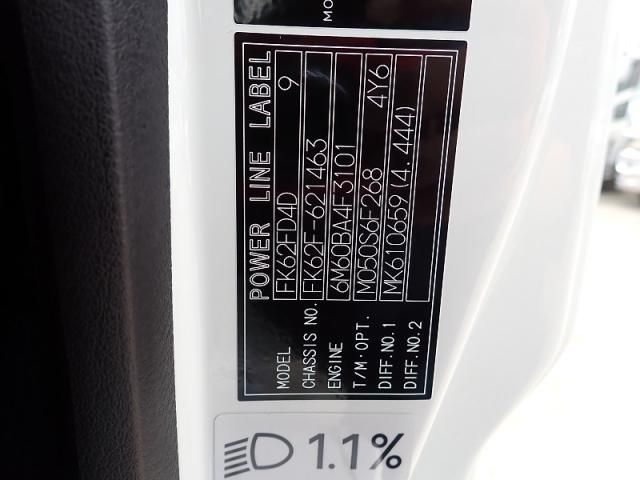 MO
POWER LINE LABEL
MODEL FK62FD4D 9
CHASSIS NO. FK62F-621463
ENGINE 6M60BA4F3101
T/M·OPT. M050S6F268 4Y6
DIFF.NO.1 MK610659(4.444)
DIFF.NO.2
1.1%